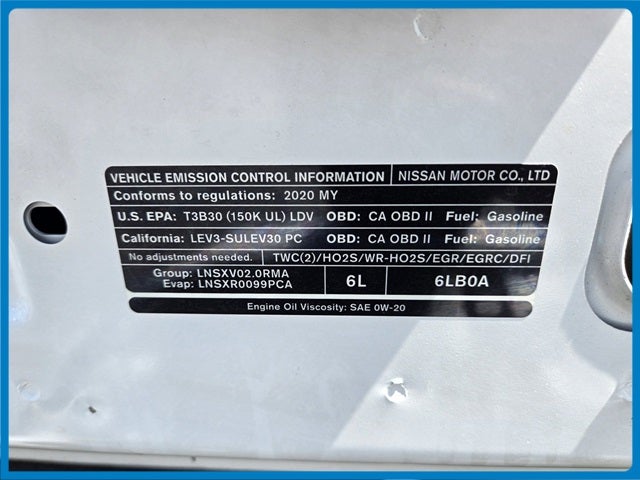 VEHICLE EMISSION CONTROL INFORMATION NISSAN MOTOR CO., LTD
Conforms to regulations: 2020 MY
U.S. EPA: T3B30 (150K UL) LDV OBD: CA OBD II Fuel: Gasoline
California: LEV3-SULEV30 PC OBD: CA OBD II Fuel: Gasoline
No adjustments needed. TWC(2)/HO2S/WR-HO2S/EGR/EGRC/DFI
Group: LNSXV02.0RMA
Evap: LNSXR0099PCA 6L 6LB0A
Engine Oil Viscosity: SAE 0W-20